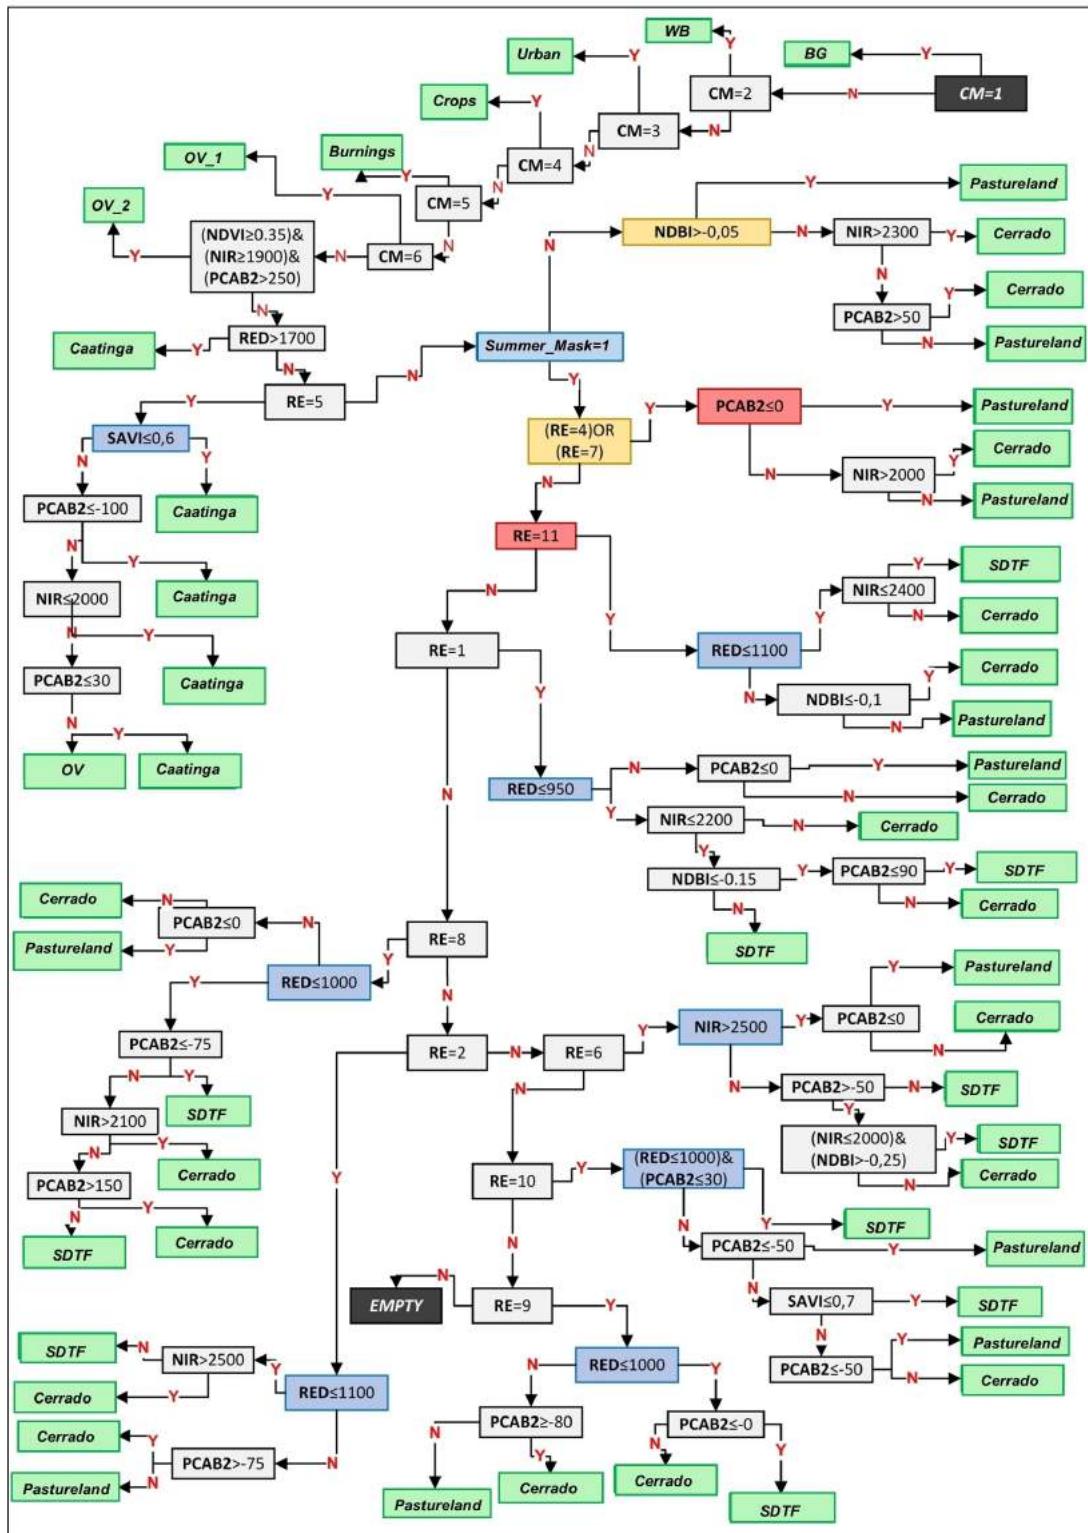 WB
BG
Y
Y
Urban
Y
CM=1
N
CM=2
Crops
Y
N
CM=3
N
Burnings
CM=4
OV_1
Y
N
Y
CM=5
OV_2
N
CM=6
N
(NDVI≥0.35)&
(NIR≥1900)&
(PCAB2>250)
Y
N
RED>1700
Y
Caatinga
N
RE=5
N
Summer_Mask=1
N
NDBI>-0,05
Y
Pastureland
N
NIR>2300
Y
Cerrado
N
PCAB2>50
Y
Cerrado
N
Pastureland
Y
SAVI≤0,6
N
Y
PCAB2≤-100
Caatinga
N
Y
NIR≤2000
Caatinga
N
Y
PCAB2≤30
Caatinga
N
Y
OV
Caatinga
Y
(RE=4)OR
(RE=7)
Y
PCAB2≤0
Y
Pastureland
N
NIR>2000
Y
Cerrado
N
Pastureland
N
RE=11
Y
RED≤1100
Y
NIR≤2400
Y
SDTF
N
Cerrado
N
NDBI≤-0,1
Y
Cerrado
N
Pastureland
N
RE=1
Y
RED≤950
N
PCAB2≤0
Y
Pastureland
N
Cerrado
Y
NIR≤2200
N
Cerrado
Y
NDBI≤-0.15
Y
PCAB2≤90
Y
SDTF
N
Cerrado
N
SDTF
N
RE=8
Y
RED≤1000
N
PCAB2≤0
N
Cerrado
Y
Pastureland
Y
PCAB2≤-75
N
Y
SDTF
NIR>2100
Y
Cerrado
N
PCAB2>150
Y
Cerrado
N
SDTF
N
RE=2
N
RE=6
Y
NIR>2500
Y
PCAB2≤0
Y
Pastureland
N
Cerrado
N
PCAB2>-50
N
SDTF
Y
(NIR≤2000)&
(NDBI>-0,25)
Y
SDTF
N
Cerrado
N
RE=10
Y
(RED≤1000)&
(PCAB2≤30)
Y
SDTF
N
PCAB2≤-50
Y
Pastureland
N
SAVI≤0,7
Y
SDTF
N
PCAB2≤-50
Y
Pastureland
N
Cerrado
N
RE=9
N
EMPTY
Y
RED≤1000
N
PCAB2≥-80
N
Pastureland
Y
Cerrado
Y
PCAB2≤-0
N
Cerrado
Y
SDTF
Y
RED≤1100
Y
NIR>2500
N
SDTF
Y
Cerrado
N
PCAB2>-75
Y
Cerrado
N
Pastureland